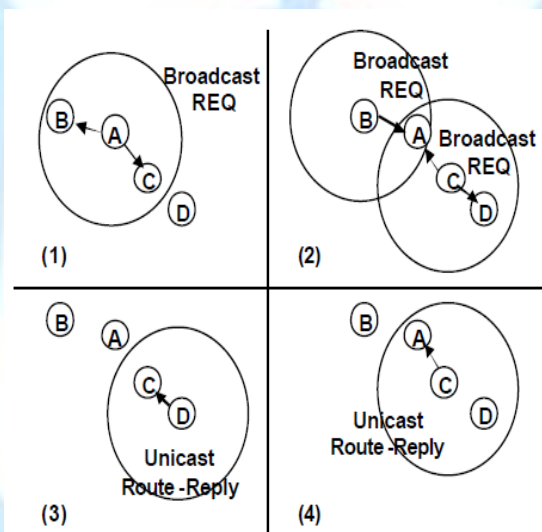 Broadcast
REQ
B
A
C
D
(1)
Broadcast
REQ
B
A
Broadcast
REQ
C
D
(2)
B
A
C
D
Unicast
Route -Reply
(3)
B
A
C
D
Unicast
Route -Reply
(4)